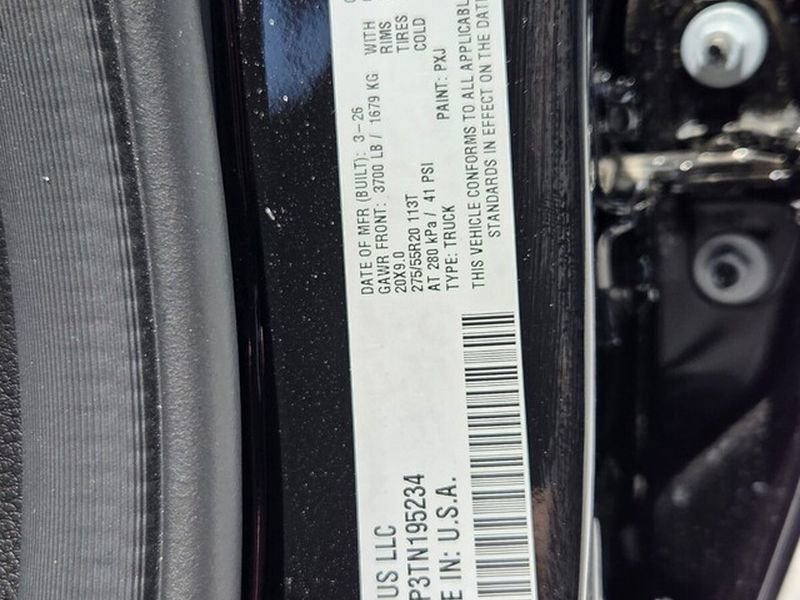 US LLC
DATE OF MFR (BUILT): 3-26
GAWR FRONT: 3700 LB / 1679 KG WITH
20X9.0 RIMS
275/55R20 113T TIRES
AT 280 kPa / 41 PSI COLD
TYPE: TRUCK PAINT: PXJ
THIS VEHICLE CONFORMS TO ALL APPLICABL
STANDARDS IN EFFECT ON THE DAT
P3TN195234
E IN: U.S.A.